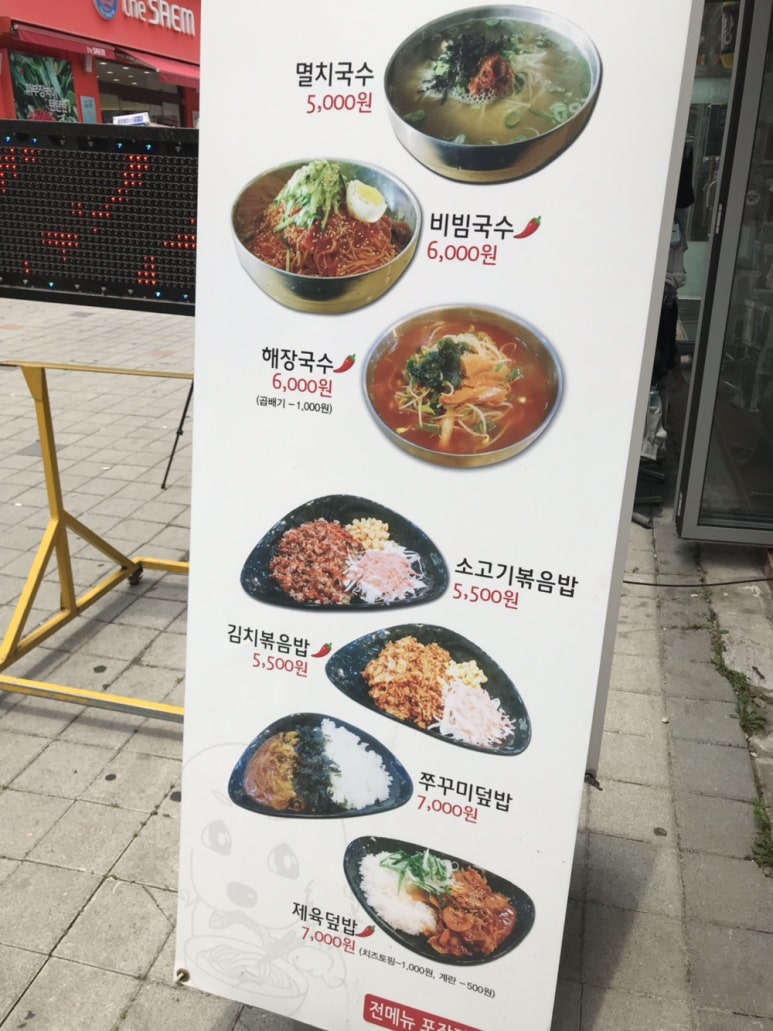 the SAEM
the SAEM
멸치국수
5,000원
비빔국수
6,000원
해장국수
6,000원
(곱배기 -1,000원)
소고기볶음밥
5,500원
김치볶음밥
5,500원
쭈꾸미덮밥
7,000원
제육덮밥
7,000원 (치즈토핑-1,000원, 계란 -500원)
전메뉴 포장